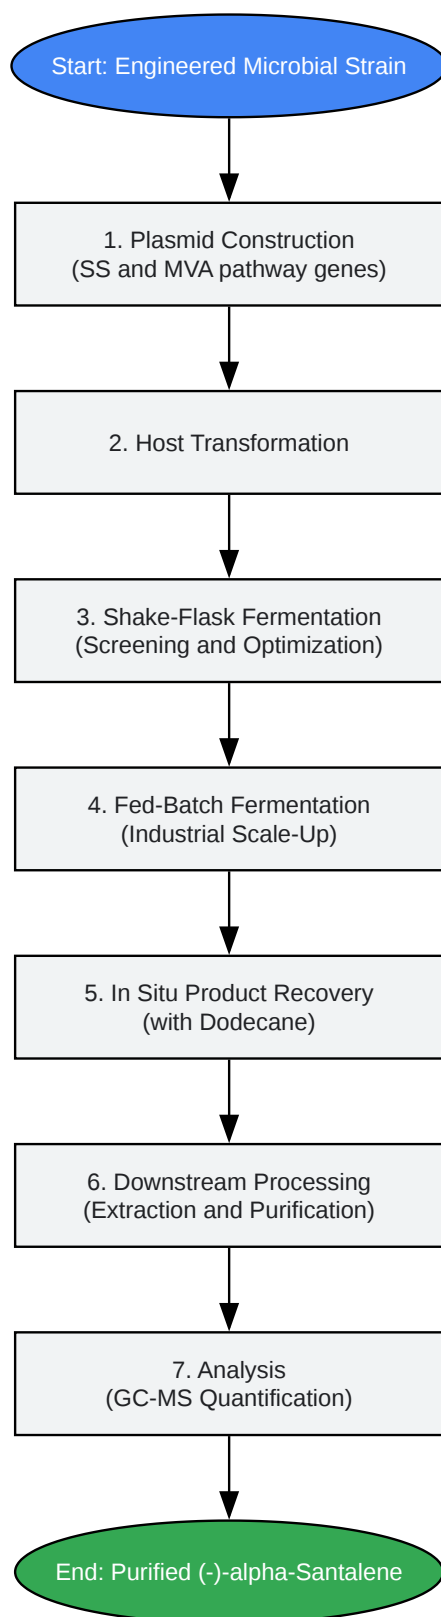 Start: Engineered Microbial Strain
1. Plasmid Construction
(SS and MVA pathway genes)
2. Host Transformation
3. Shake-Flask Fermentation
(Screening and Optimization)
4. Fed-Batch Fermentation
(Industrial Scale-Up)
5. In Situ Product Recovery
(with Dodecane)
6. Downstream Processing
(Extraction and Purification)
7. Analysis
(GC-MS Quantification)
End: Purified (-)-alpha-Santalene